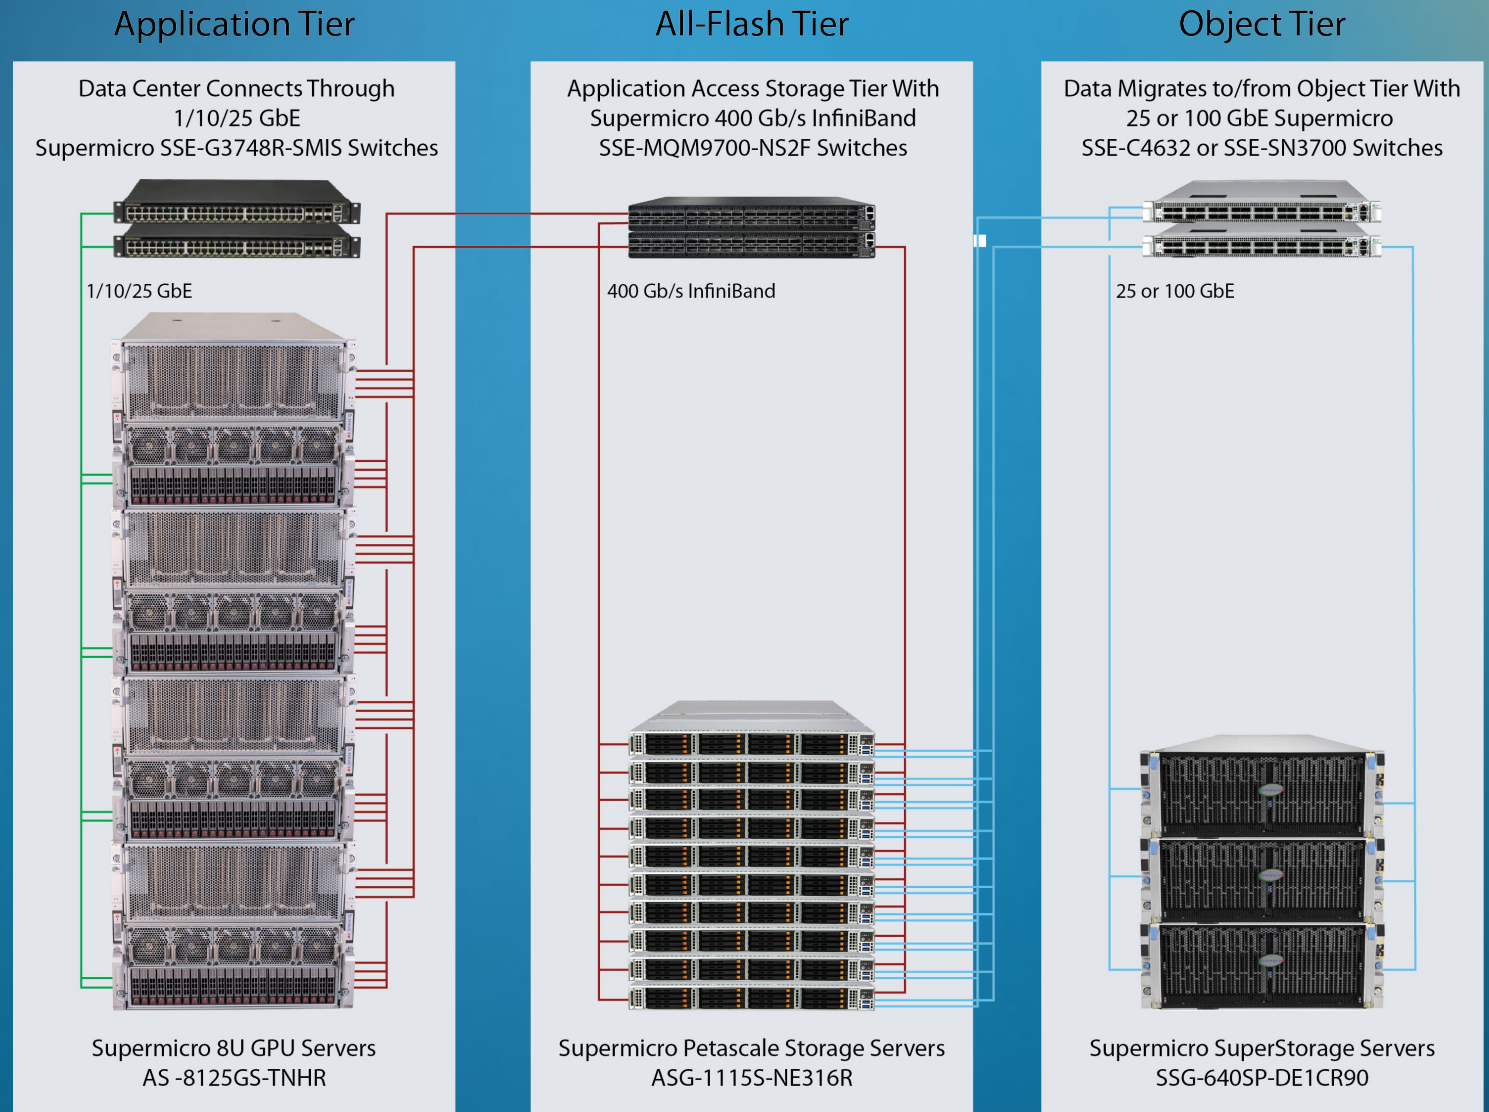 Application Tier
Data Center Connects Through
1/10/25 GbE
Supermicro SSE-G3748R-SMIS Switches
1/10/25 GbE
Supermicro 8U GPU Servers
AS -8125GS-TNHR
All-Flash Tier
Application Access Storage Tier With
Supermicro 400 Gb/s InfiniBand
SSE-MQM9700-NS2F Switches
400 Gb/s InfiniBand
Supermicro Petascale Storage Servers
ASG-1115S-NE316R
Object Tier
Data Migrates to/from Object Tier With
25 or 100 GbE Supermicro
SSE-C4632 or SSE-SN3700 Switches
25 or 100 GbE
Supermicro SuperStorage Servers
SSG-640SP-DE1CR90